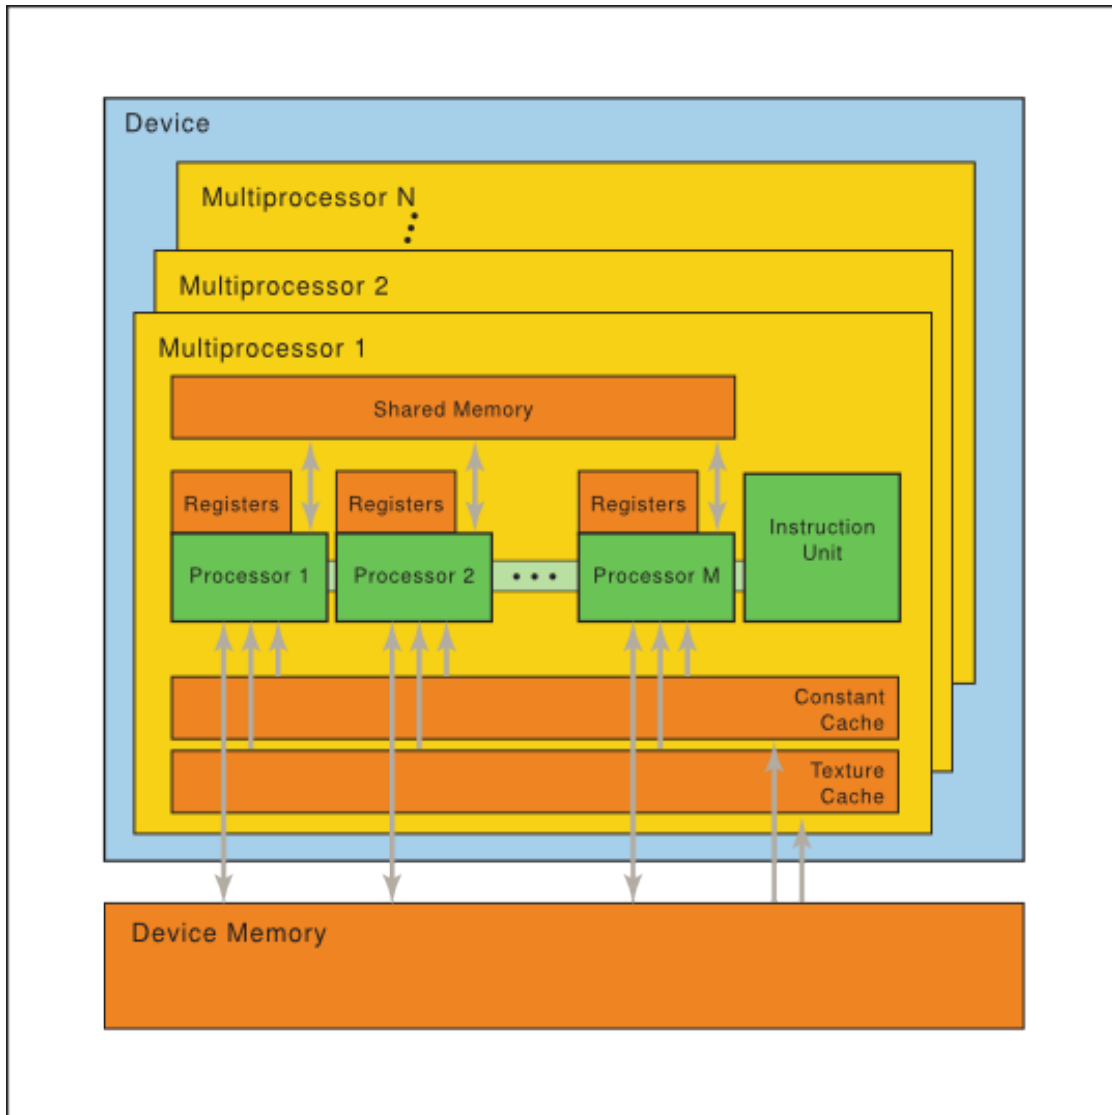 Device
Multiprocessor N
Multiprocessor 2
Multiprocessor 1
Shared Memory
Registers
Registers
Registers
Instruction
Unit
Processor 1
Processor 2
Processor M
Constant
Cache
Texture
Cache
Device Memory